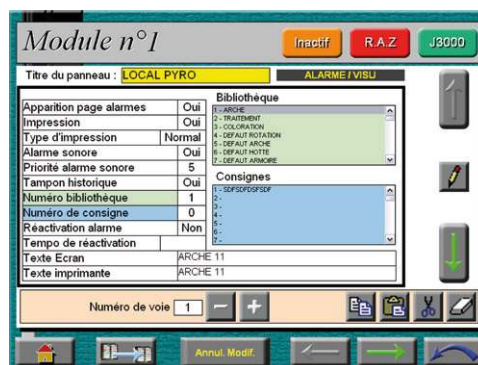 Module n°1
Inactif
R.A.Z
J3000
Titre du panneau : LOCAL PYRO
ALARME / VISU
Apparition page alarmes Oui
Impression Oui
Type d'impression Normal
Alarme sonore Oui
Priorité alarme sonore 5
Tampon historique Oui
Numéro bibliothèque 1
Numéro de consigne 0
Réactivation alarme Non
Tempo de réactivation
Texte Ecran ARCHE 11
Texte imprimante ARCHE 11
Bibliothèque
1 - ARCHE
2 - TRAITEMENT
3 - COLORATION
4 - DEFAUT ROTATION
5 - DEFAUT ARCHE
6 - DEFAUT HOTTE
7 - DEFAUT ARMOIRE
Consignes
1 - SDFSDFDSFSDF
2 -
3 -
4 -
5 -
6 -
7 -
Numéro de voie 1
Annul. Modif.